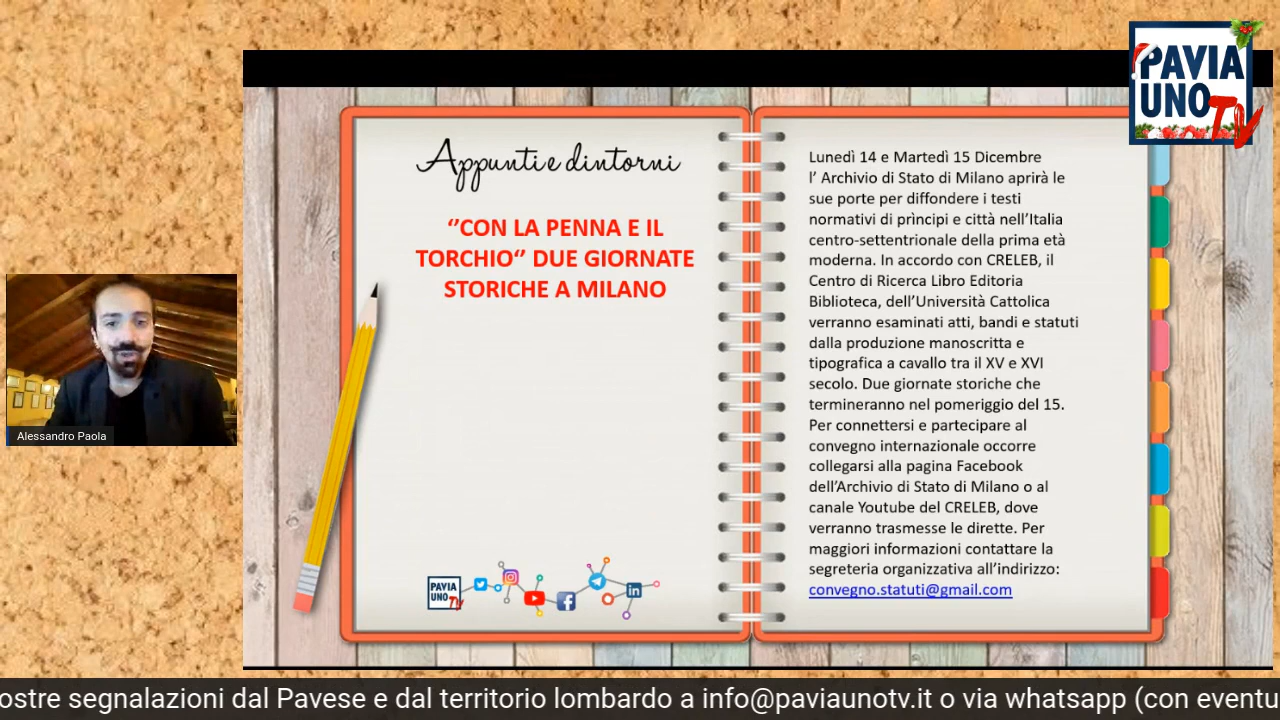 PAVIA
UNO TV
Appunti e dintorni
‘’CON LA PENNA E IL
TORCHIO’’ DUE GIORNATE
STORICHE A MILANO
Lunedì 14 e Martedì 15 Dicembre
l’ Archivio di Stato di Milano aprirà le
sue porte per diffondere i testi
normativi di prìncipi e città nell’Italia
centro-settentrionale della prima età
moderna. In accordo con CRELEB, il
Centro di Ricerca Libro Editoria
Biblioteca, dell’Università Cattolica
verranno esaminati atti, bandi e statuti
dalla produzione manoscritta e
tipografica a cavallo tra il XV e XVI
secolo. Due giornate storiche che
termineranno nel pomeriggio del 15.
Per connettersi e partecipare al
convegno internazionale occorre
collegarsi alla pagina Facebook
dell’Archivio di Stato di Milano o al
canale Youtube del CRELEB, dove
verranno trasmesse le dirette. Per
maggiori informazioni contattare la
segreteria organizzativa all’indirizzo:
convegno.statuti@gmail.com
Alessandro Paola
PAVIA
UNO TV
ostre segnalazioni dal Pavese e dal territorio lombardo a info@paviaunotv.it o via whatsapp (con eventu